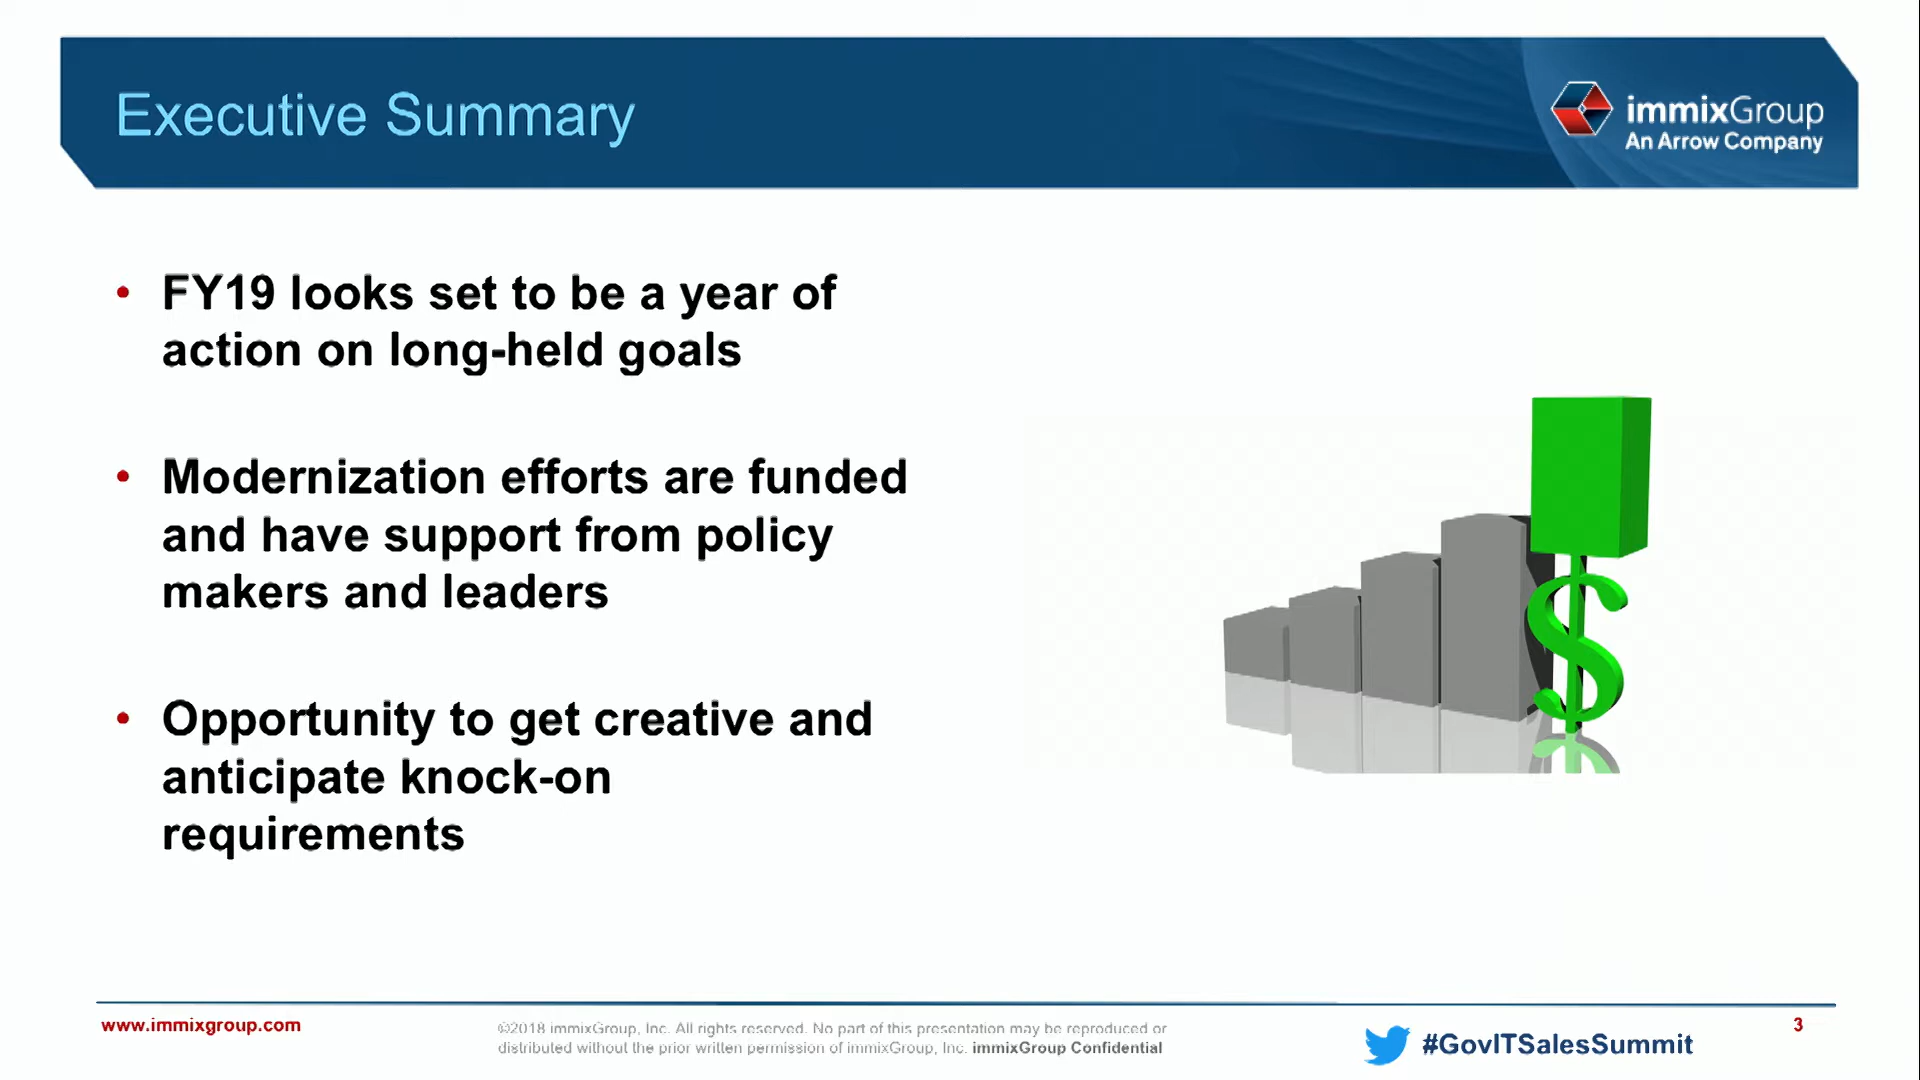 Executive Summary
immixGroup
An Arrow Company
• FY19 looks set to be a year of
action on long-held goals
• Modernization efforts are funded
and have support from policy
makers and leaders
• Opportunity to get creative and
anticipate knock-on
requirements
$
www.immixgroup.com
©2018 immixGroup, Inc. All rights reserved. No part of this presentation may be reproduced or
distributed without the prior written permission of immixGroup, Inc. immixGroup Confidential
#GovITSalesSummit
3